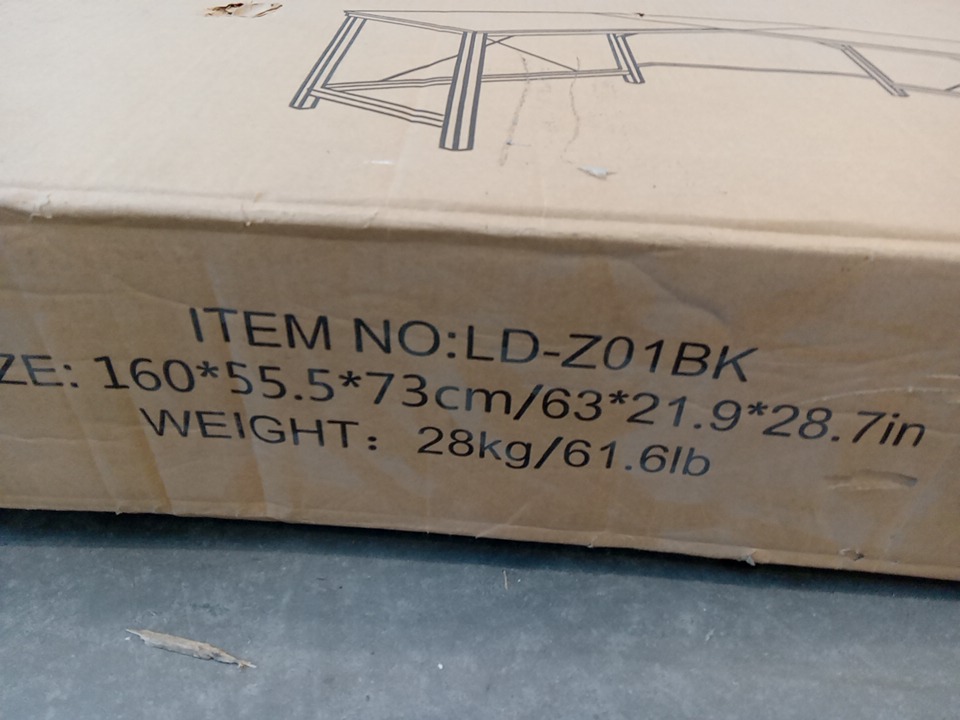 ITEM NO:LD-Z01BK
ZE: 160*55.5*73cm/63*21.9*28.7in
WEIGHT: 28kg/61.6lb